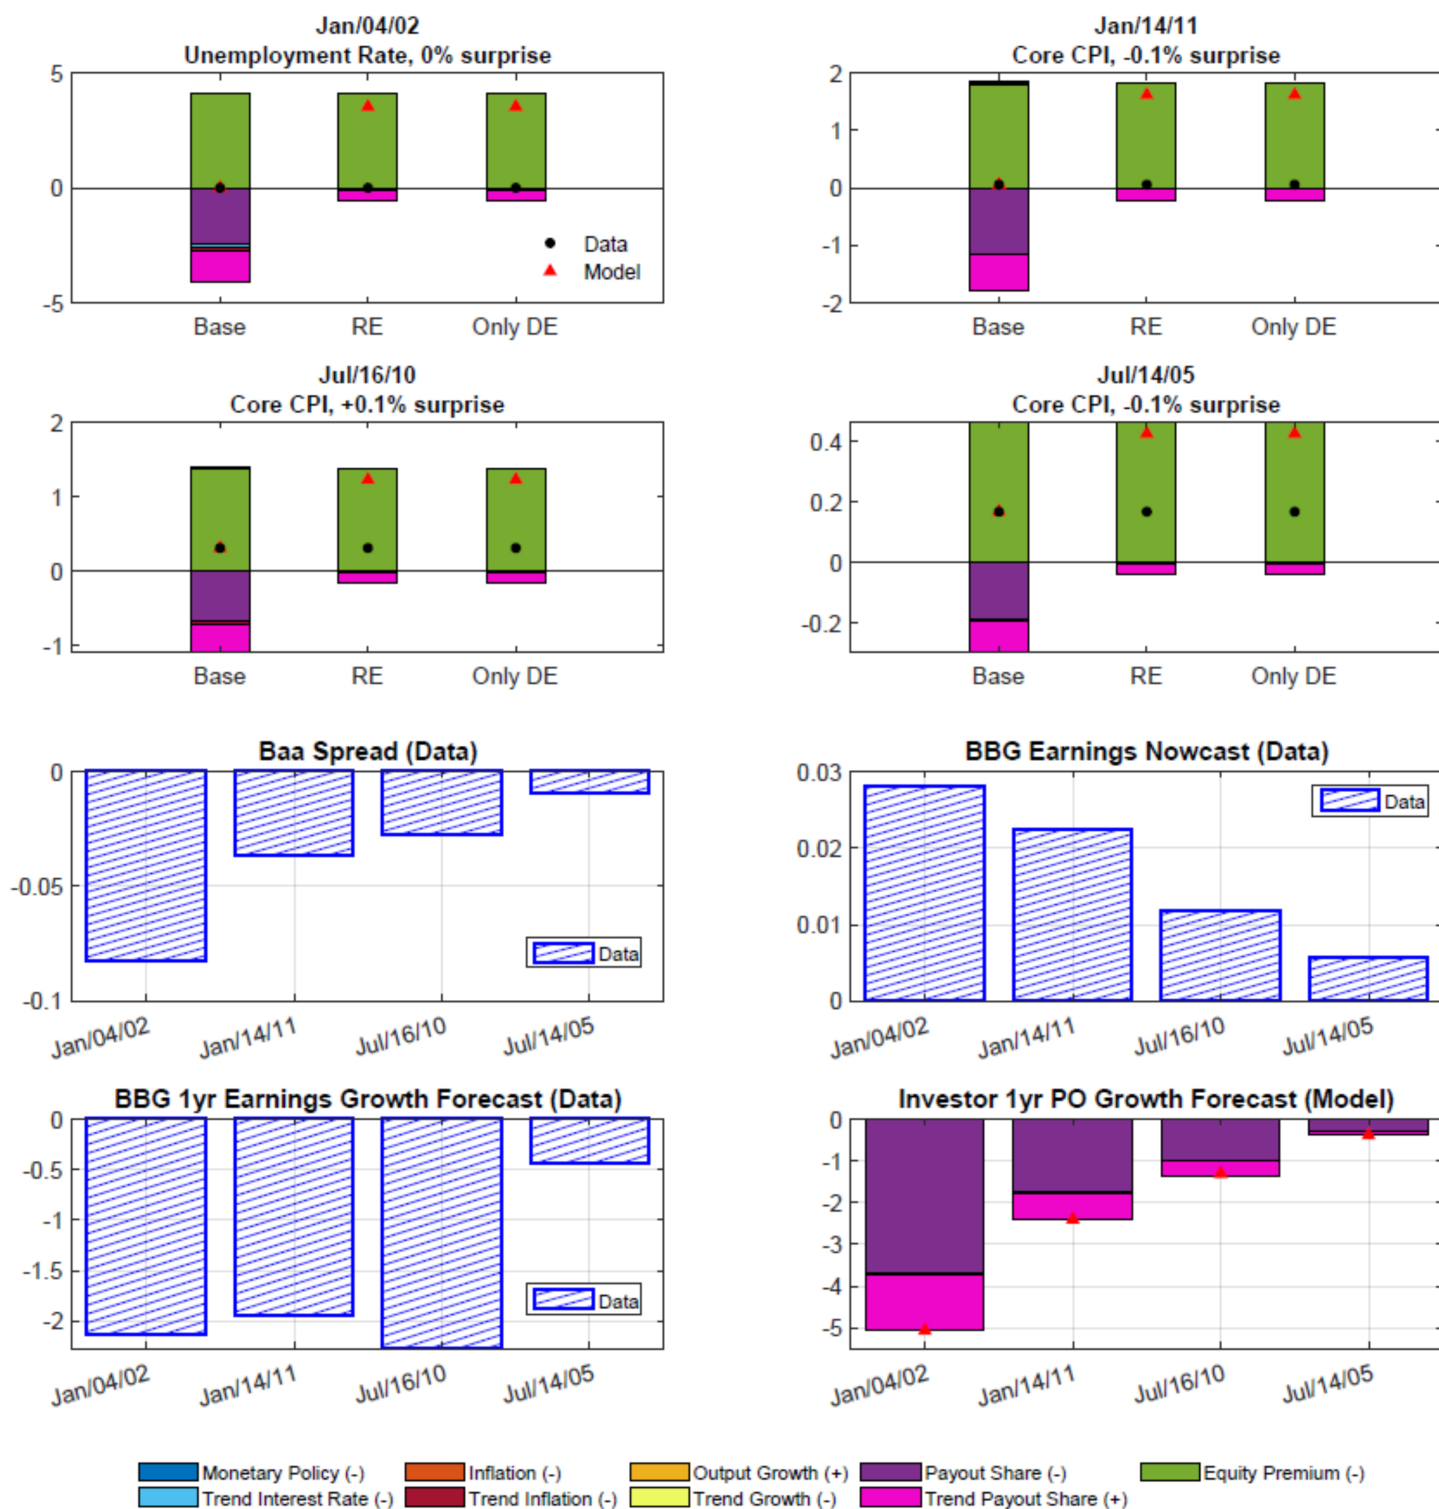 Jan/04/02
Unemployment Rate, 0% surprise
5
0
-5
Data
Model
Base RE Only DE
Jan/14/11
Core CPI, -0.1% surprise
2
1
0
-1
-2
Base RE Only DE
Jul/16/10
Core CPI, +0.1% surprise
2
1
0
-1
Base RE Only DE
Jul/14/05
Core CPI, -0.1% surprise
0.4
0.2
0
-0.2
Base RE Only DE
Baa Spread (Data)
0
-0.05
-0.1
Data
Jan/04/02 Jan/14/11 Jul/16/10 Jul/14/05
BBG Earnings Nowcast (Data)
0.03
0.02
0.01
0
Data
Jan/04/02 Jan/14/11 Jul/16/10 Jul/14/05
BBG 1yr Earnings Growth Forecast (Data)
0
-0.5
-1
-1.5
-2
Data
Jan/04/02 Jan/14/11 Jul/16/10 Jul/14/05
Investor 1yr PO Growth Forecast (Model)
0
-1
-2
-3
-4
-5
Jan/04/02 Jan/14/11 Jul/16/10 Jul/14/05
Monetary Policy (-) Inflation (-) Output Growth (+) Payout Share (-) Equity Premium (-)
Trend Interest Rate (-) Trend Inflation (-) Trend Growth (-) Trend Payout Share (+)